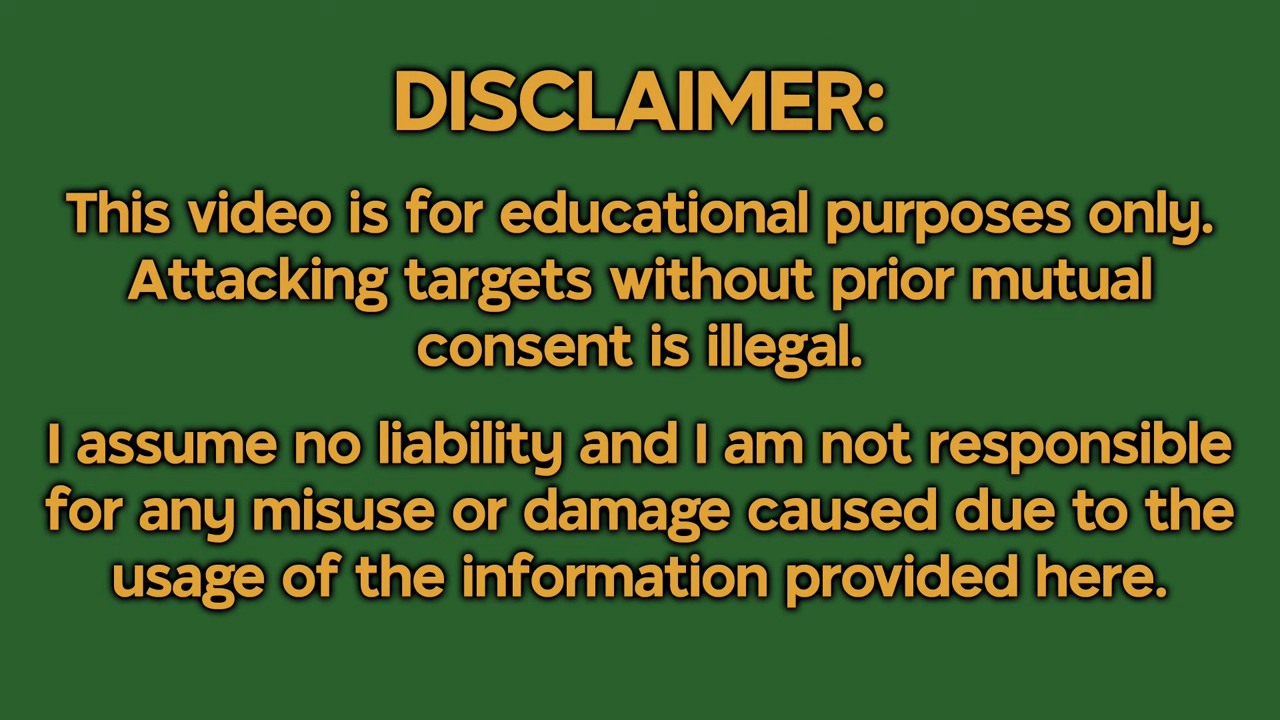 DISCLAIMER:
This video is for educational purposes only.
Attacking targets without prior mutual
consent is illegal.
I assume no liability and I am not responsible
for any misuse or damage caused due to the
usage of the information provided here.